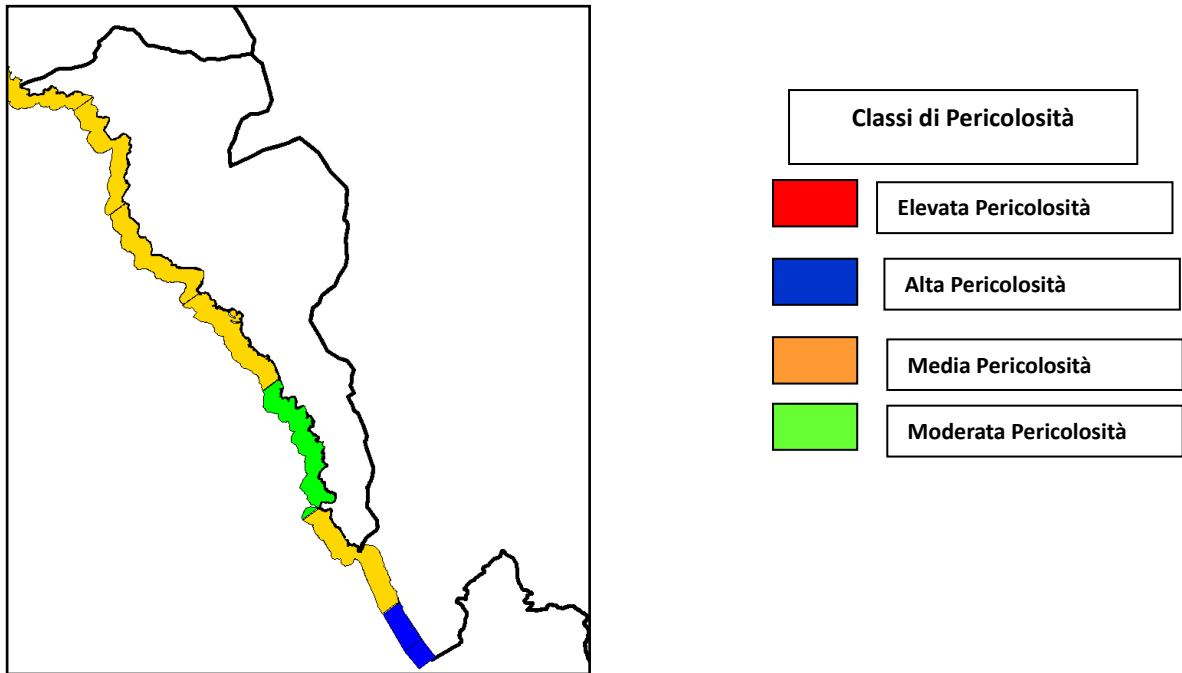 Classi di Pericolosità
Elevata Pericolosità
Alta Pericolosità
Media Pericolosità
Moderata Pericolosità